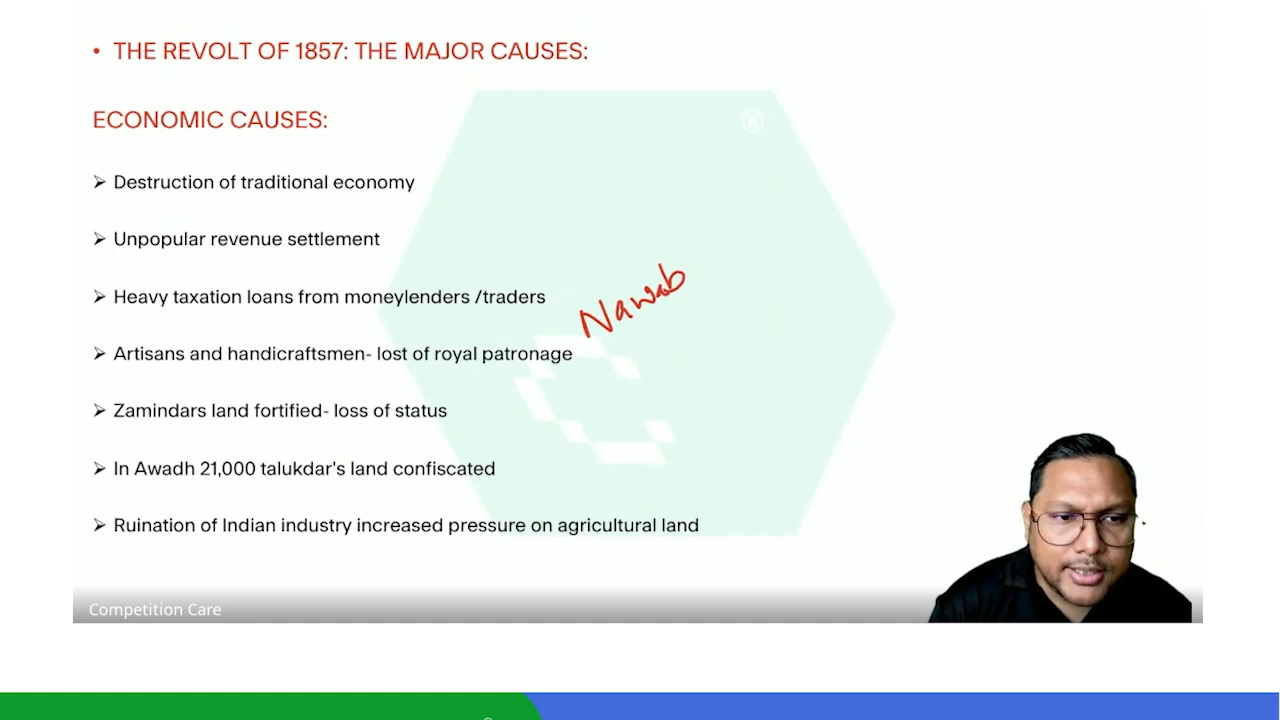 • THE REVOLT OF 1857: THE MAJOR CAUSES:
ECONOMIC CAUSES:
®
➢ Destruction of traditional economy
➢ Unpopular revenue settlement
➢ Heavy taxation loans from moneylenders /traders
Nawab
➢ Artisans and handicraftsmen- lost of royal patronage
➢ Zamindars land fortified- loss of status
➢ In Awadh 21,000 talukdar's land confiscated
➢ Ruination of Indian industry increased pressure on agricultural land
Competition Care